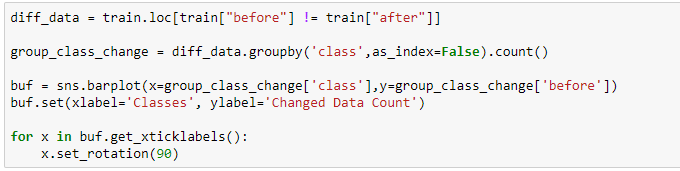 diff_data = train.loc[train["before"] != train["after"]]
group_class_change = diff_data.groupby('class',as_index=False).count()
buf = sns.barplot(x=group_class_change['class'],y=group_class_change['before'])
buf.set(xlabel='Classes', ylabel='Changed Data Count')
for x in buf.get_xticklabels():
    x.set_rotation(90)